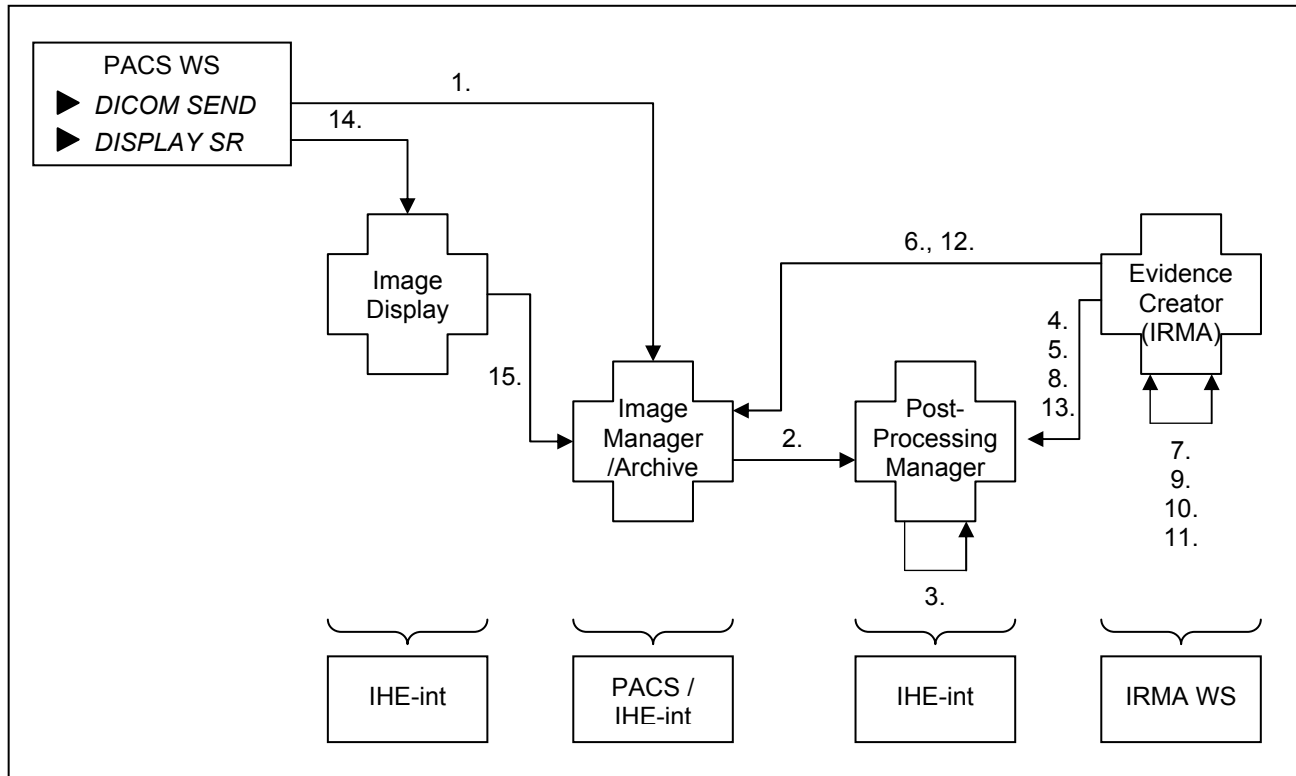 PACS WS
DICOM SEND
DISPLAY SR
1.
14.
Image
Display
15.
Image
Manager
/Archive
2.
6., 12.
Post-
Processing
Manager
3.
4.
5.
8.
13.
Evidence
Creator
(IRMA)
7.
9.
10.
11.
IHE-int
PACS /
IHE-int
IHE-int
IRMA WS